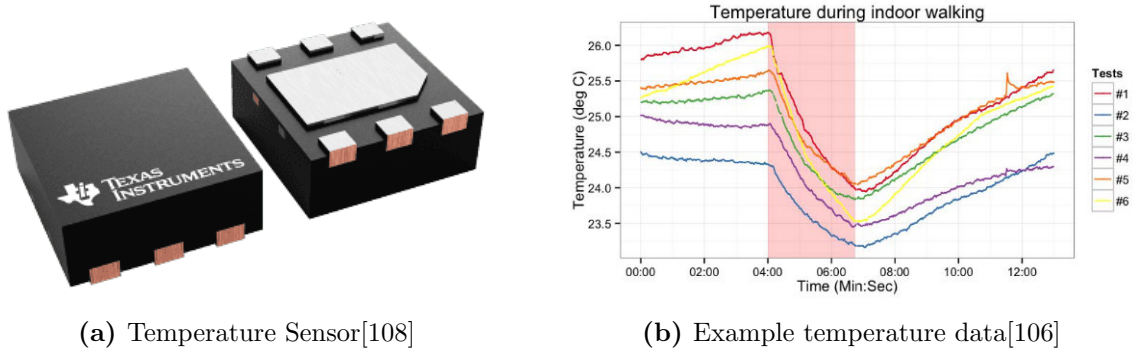 TEXAS
INSTRUMENTS
Temperature during indoor walking
Temperature (deg C)
26.0
25.5
25.0
24.5
24.0
23.5
00:00 02:00 04:00 06:00 08:00 10:00 12:00
Time (Min:Sec)
Tests
#1
#2
#3
#4
#5
#6
(a) Temperature Sensor[108]
(b) Example temperature data[106]